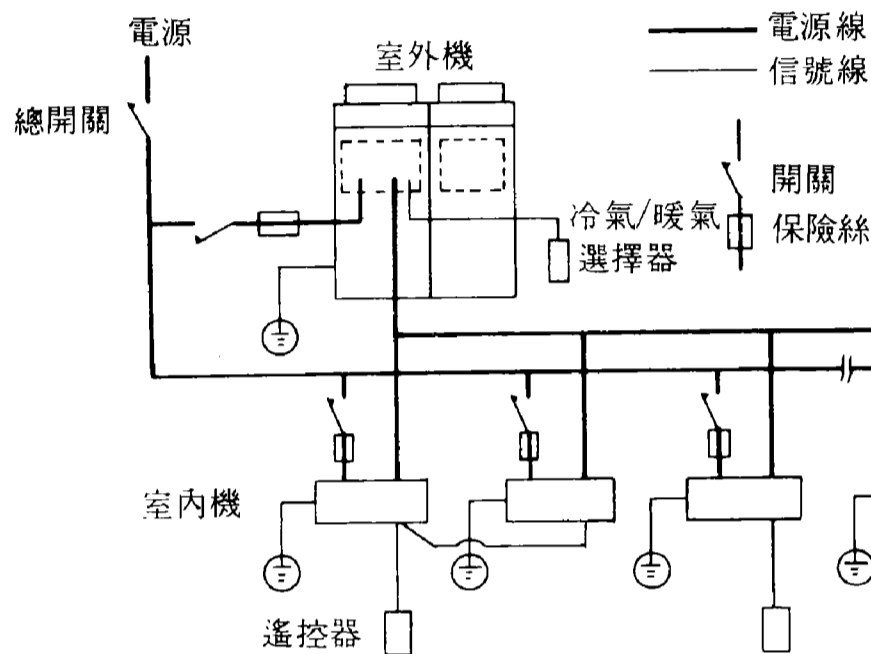 電源
電源線
室外機
信號線
總開關
開關
冷氣/暖氣
選擇器
保險絲
室內機
遙控器